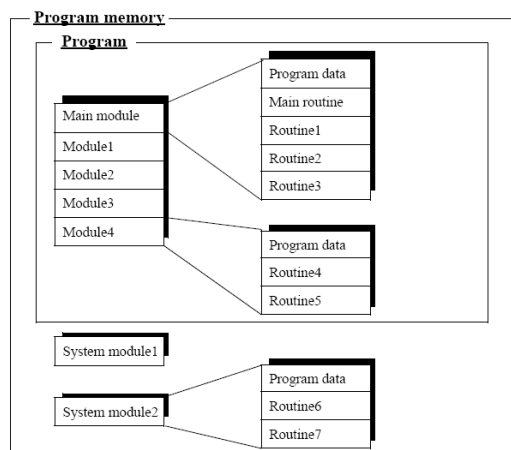 Program memory
Program
Main module
Module1
Module2
Module3
Module4
Program data
Main routine
Routine1
Routine2
Routine3
Program data
Routine4
Routine5
System module1
System module2
Program data
Routine6
Routine7